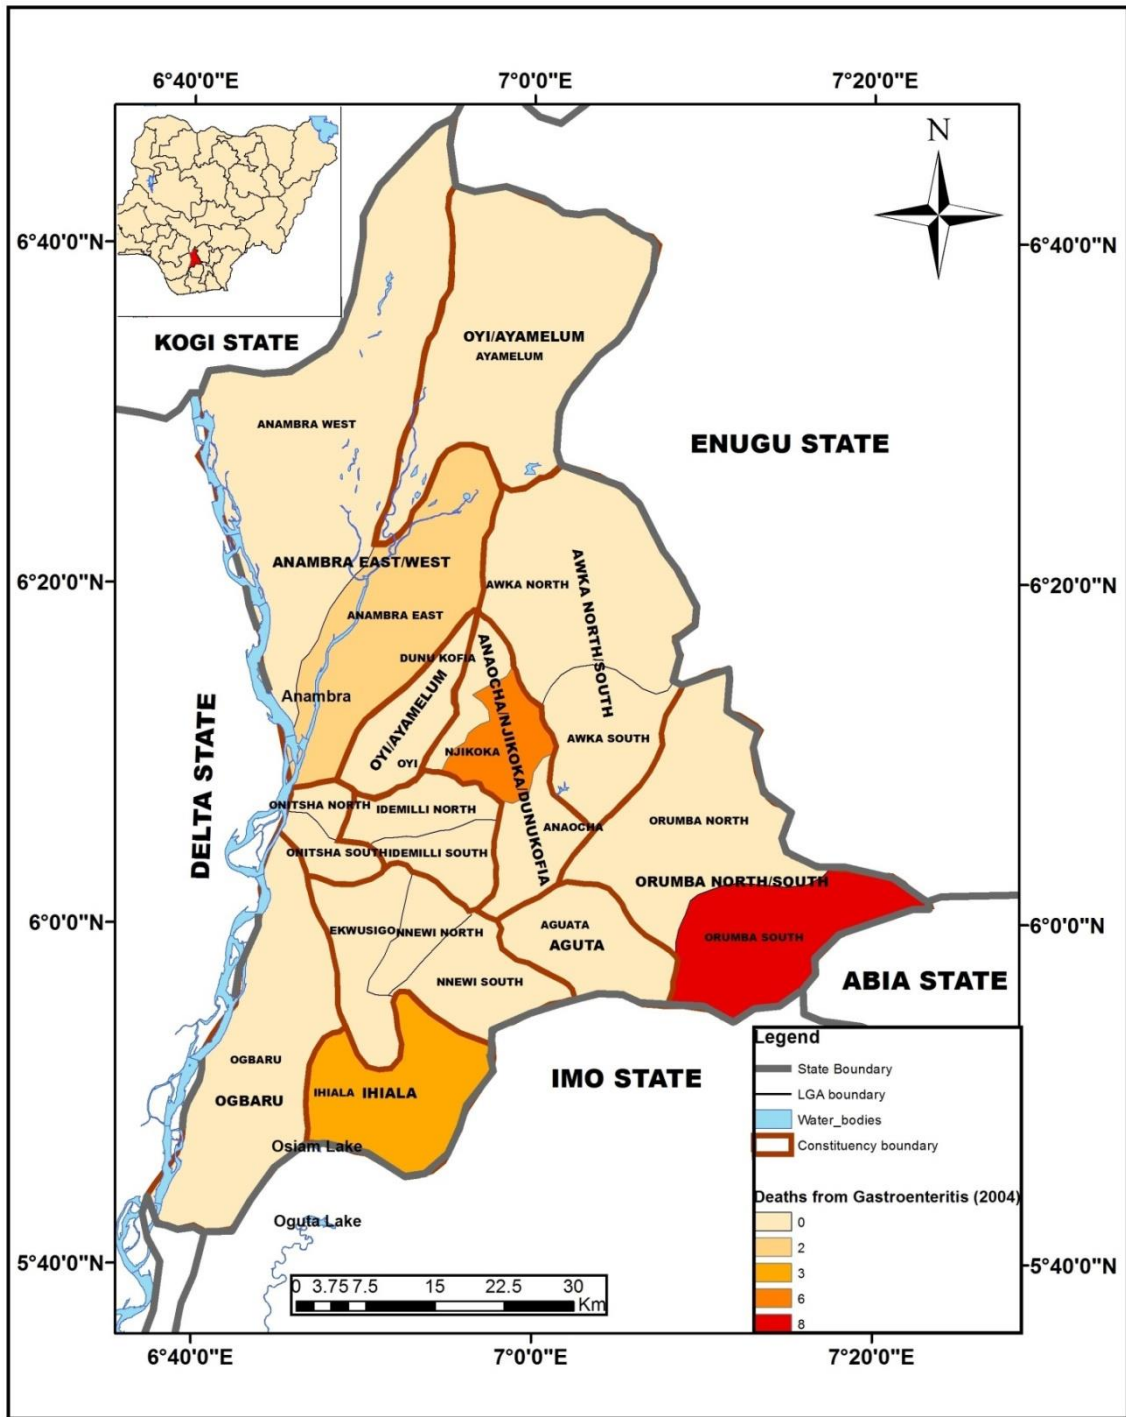 6°40'0"E
7°0'0"E
7°20'0"E
N
6°40'0"N
6°40'0"N
KOGI STATE
OYI/AYAMELUM
AYAMELUM
ANAMBRA WEST
ENUGU STATE
ANAMBRA EAST/WEST
6°20'0"N
6°20'0"N
AWKA NORTH
AWKA NORTH/SOUTH
ANAMBRA EAST
DUNU KOFIA
ANAOCHA/NJIKOKA/DUNUKOFIA
Anambra
OYI/AYAMELUM
DELTA STATE
AWKA SOUTH
NJIKOKA
OYI
ONITSHA NORTH
IDEMILLI NORTH
ANAOCHA
ORUMBA NORTH
ONITSHA SOUTH
IDEMILLI SOUTH
ORUMBA NORTH/SOUTH
6°0'0"N
6°0'0"N
EKWUSIGO
NNEWI NORTH
AGUATA
AGUTA
ORUMBA SOUTH
NNEWI SOUTH
ABIA STATE
OGBARU
OGBARU
IHIALA
IHIALA
IMO STATE
Osiam Lake
Oguta Lake
5°40'0"N
5°40'0"N
0 3.75 7.5 15 22.5 30
Km
Legend
State Boundary
LGA boundary
Water_bodies
Constituency boundary
Deaths from Gastroenteritis (2004)
0
2
3
6
8
6°40'0"E
7°0'0"E
7°20'0"E